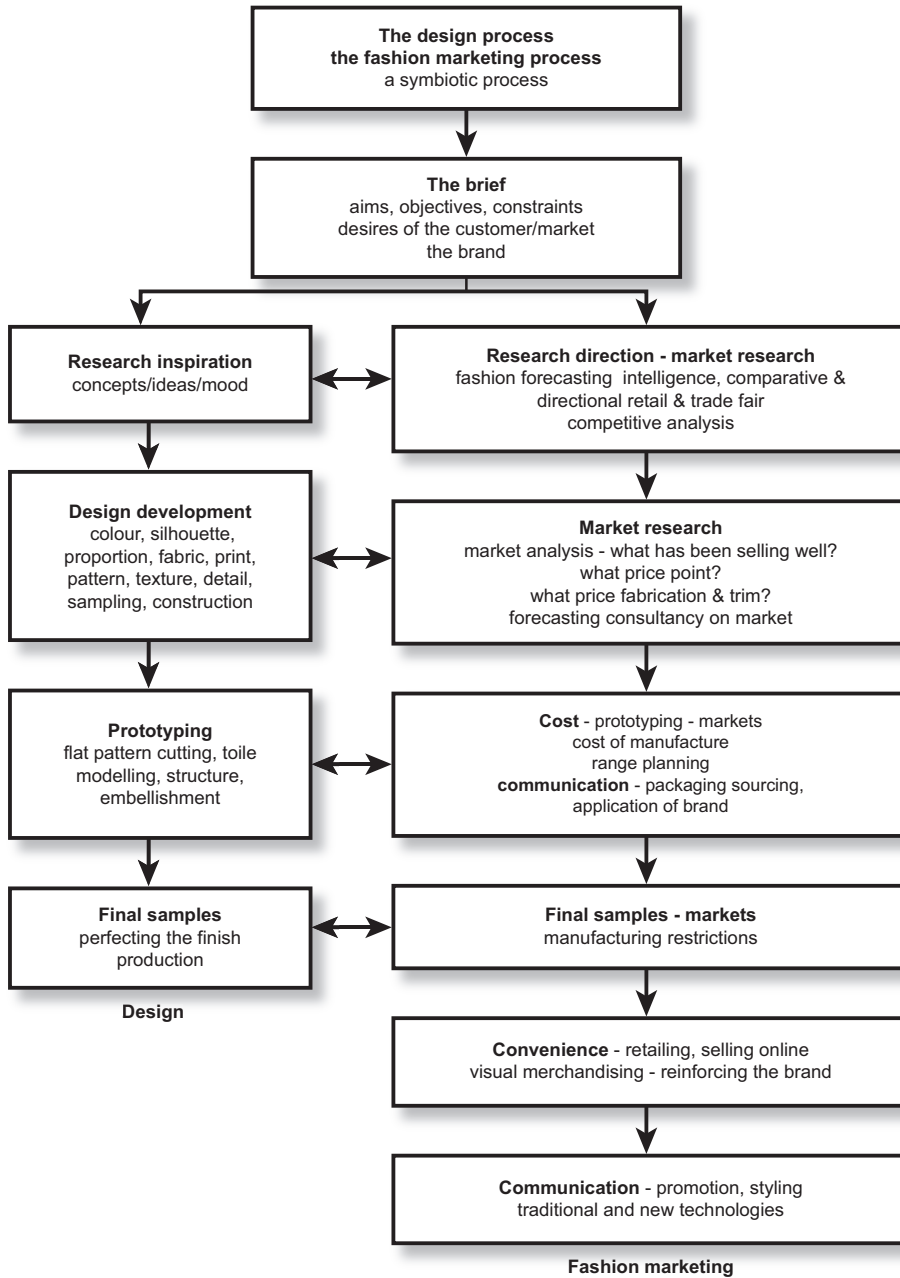 The design process
the fashion marketing process
a symbiotic process
The brief
aims, objectives, constraints
desires of the customer/market
the brand
Research inspiration
concepts/ideas/mood
Research direction - market research
fashion forecasting intelligence, comparative &
directional retail & trade fair
competitive analysis
Design development
colour, silhouette,
proportion, fabric, print,
pattern, texture, detail,
sampling, construction
Market research
market analysis - what has been selling well?
what price point?
what price fabrication & trim?
forecasting consultancy on market
Prototyping
flat pattern cutting, toile
modelling, structure,
embellishment
Cost - prototyping - markets
cost of manufacture
range planning
communication - packaging sourcing,
application of brand
Final samples
perfecting the finish
production
Final samples - markets
manufacturing restrictions
Design
Convenience - retailing, selling online
visual merchandising - reinforcing the brand
Communication - promotion, styling
traditional and new technologies
Fashion marketing